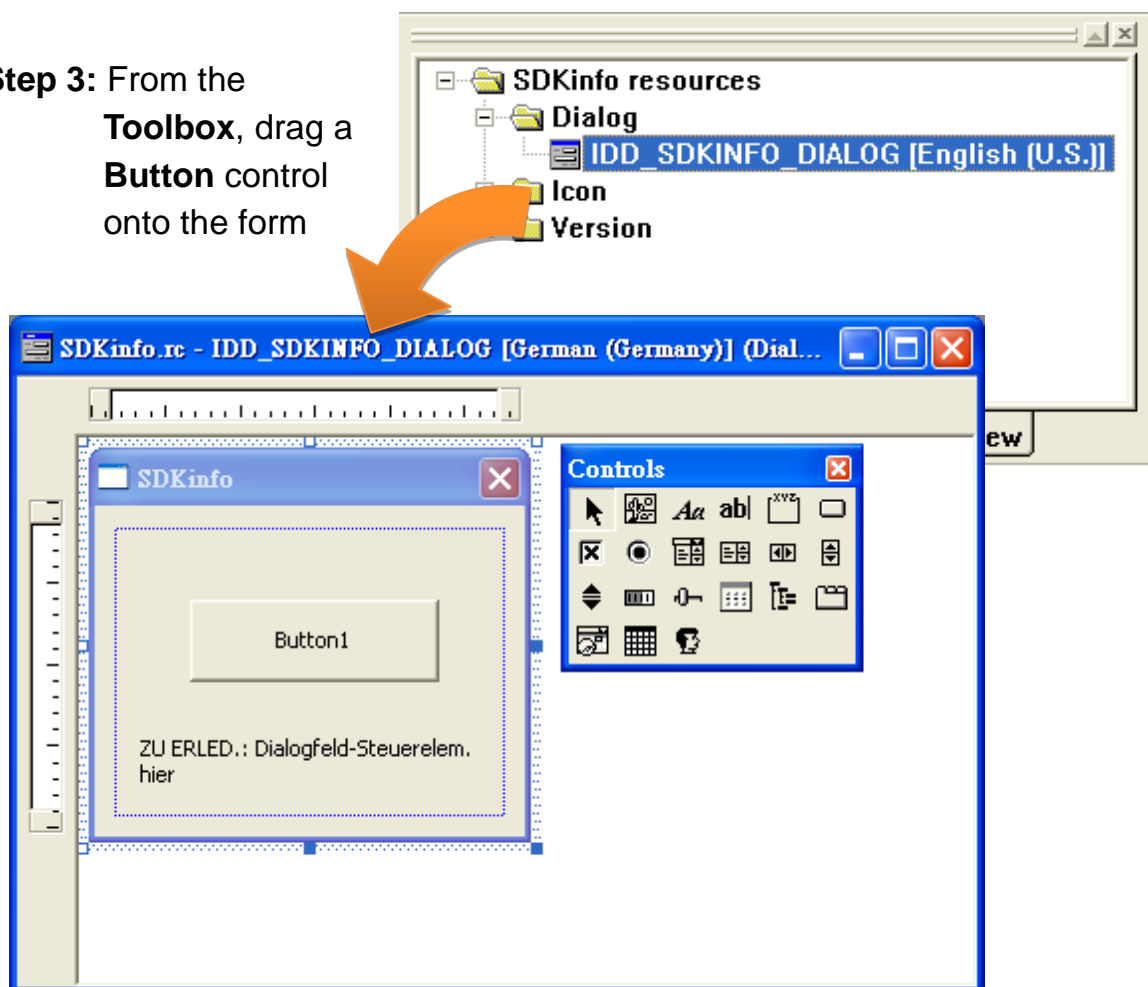 Step 3: From the
Toolbox, drag a
Button control
onto the form
SDKinfo resources
Dialog
IDD_SDKINFO_DIALOG [English (U.S.)]
Icon
Version
ew
SDKinfo.rc - IDD_SDKINFO_DIALOG [German (Germany)] (Dial...
SDKinfo
Button1
ZU ERLED.: Dialogfeld-Steuerelem.
hier
Controls
Aa ab| XYZ